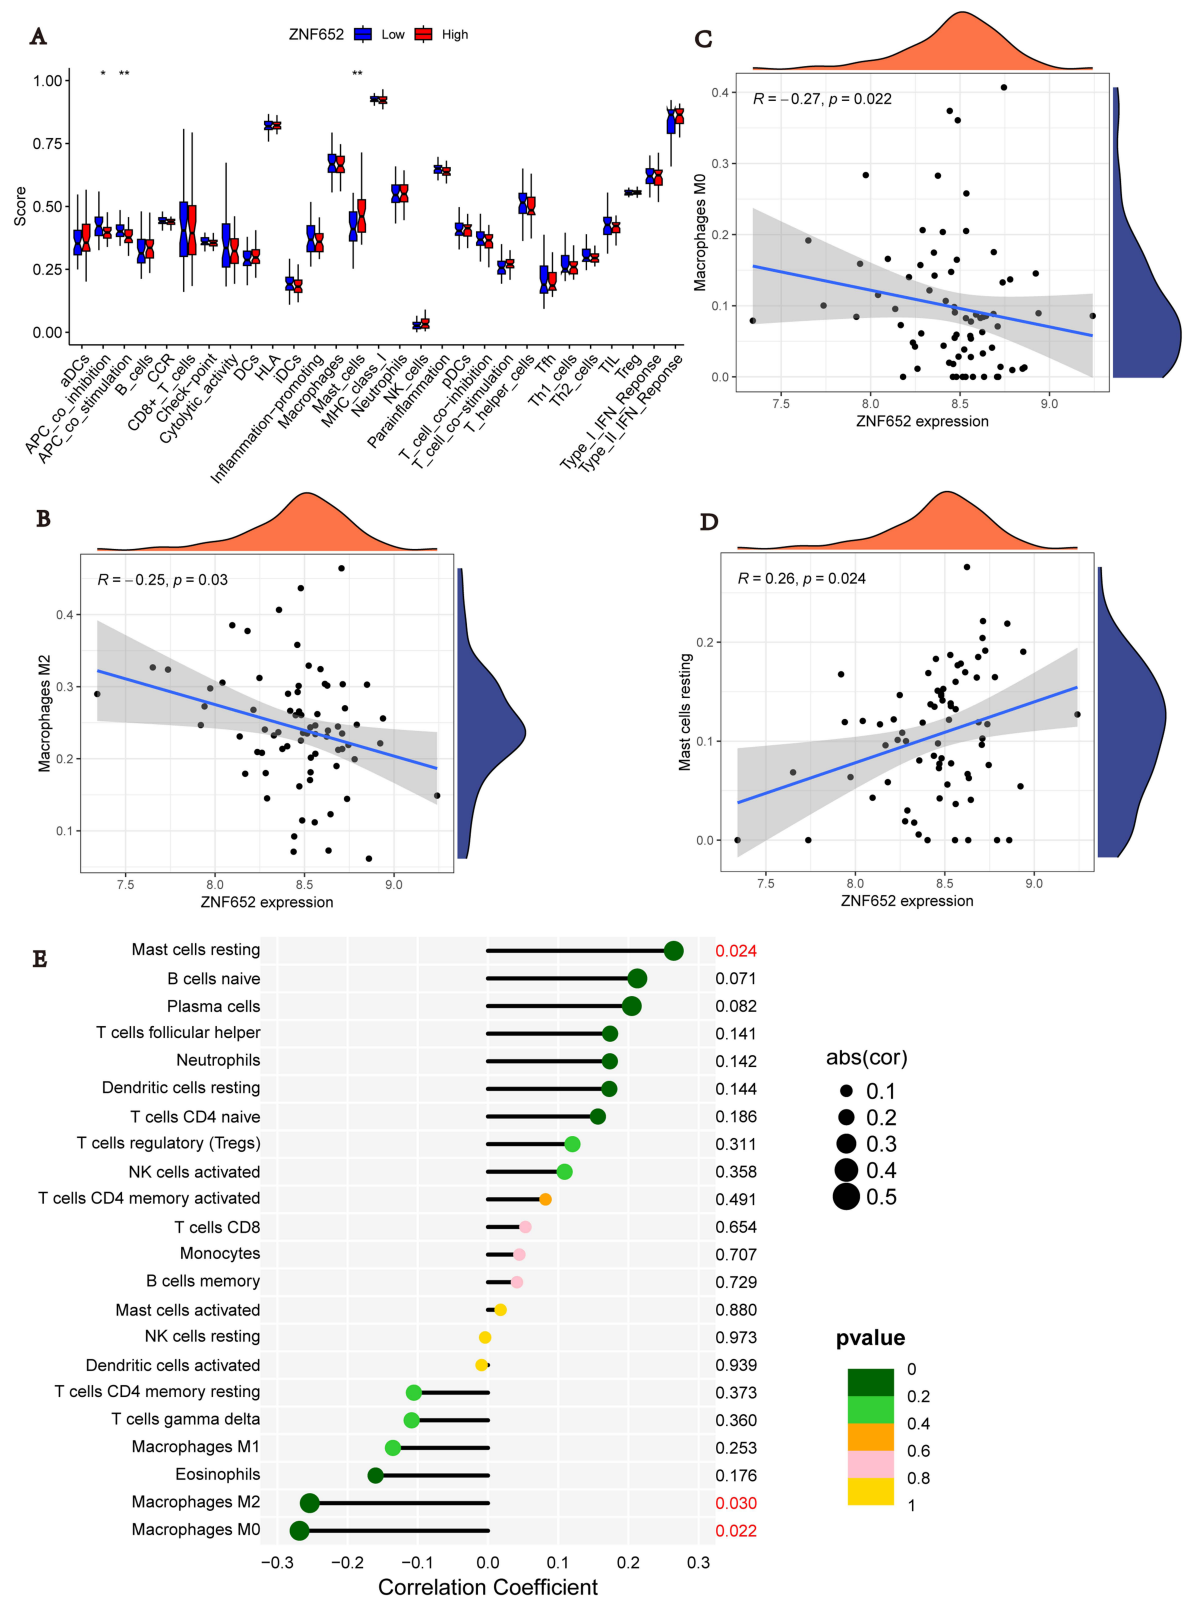 A
ZNF652 Low High
* ** **
1.00
0.75
0.50
0.25
0.00
Score
aDCs
APC_co_inhibition
APC_co_stimulation
B_cells
CCR
CD8+_T_cells
Check-point
Cytolytic_activity
DCs
HLA
iDCs
Inflammation-promoting
Macrophages
Mast_cells
MHC_class_I
Neutrophils
NK_cells
Parainflammation
pDCs
T_cell_co-inhibition
T_cell_co-stimulation
T_helper_cells
Tfh
Th1_cells
Th2_cells
TIL
Treg
Type_I_IFN_Reponse
Type_II_IFN_Reponse
C
R = −0.27, p = 0.022
0.4
0.3
0.2
0.1
0.0
Macrophages M0
7.5 8.0 8.5 9.0
ZNF652 expression
B
R = −0.25, p = 0.03
0.4
0.3
0.2
0.1
Macrophages M2
7.5 8.0 8.5 9.0
ZNF652 expression
D
R = 0.26, p = 0.024
0.2
0.1
0.0
Mast cells resting
7.5 8.0 8.5 9.0
ZNF652 expression
E
Mast cells resting 0.024
B cells naive 0.071
Plasma cells 0.082
T cells follicular helper 0.141
Neutrophils 0.142
Dendritic cells resting 0.144
T cells CD4 naive 0.186
T cells regulatory (Tregs) 0.311
NK cells activated 0.358
T cells CD4 memory activated 0.491
T cells CD8 0.654
Monocytes 0.707
B cells memory 0.729
Mast cells activated 0.880
NK cells resting 0.973
Dendritic cells activated 0.939
T cells CD4 memory resting 0.373
T cells gamma delta 0.360
Macrophages M1 0.253
Eosinophils 0.176
Macrophages M2 0.030
Macrophages M0 0.022
−0.3 −0.2 −0.1 0.0 0.1 0.2 0.3
Correlation Coefficient
abs(cor)
0.1
0.2
0.3
0.4
0.5
pvalue
0
0.2
0.4
0.6
0.8
1